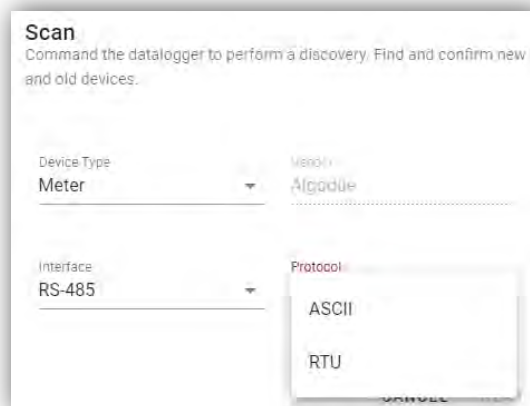 Scan
Command the datalogger to perform a discovery. Find and confirm new
and old devices.
Device Type
Meter
Algodue
Interface
RS-485
Protocol
ASCII
RTU
CANCEL